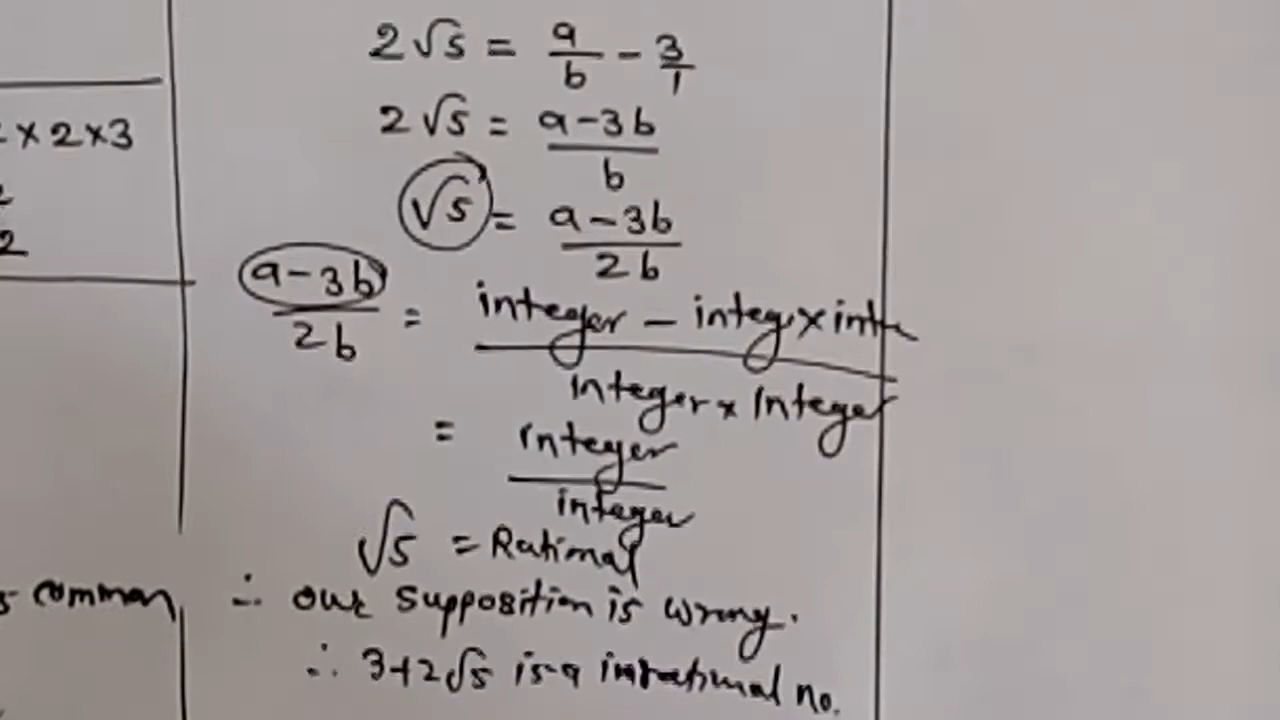 2√5 = a/b - 3/1
2√5 = a-3b/b
√5 = a-3b/2b
a-3b/2b = integer - integ × inte / integer × integer
= integer/integer
√5 = Rational
∴ our supposition is wrong.
∴ 3+2√5 is a irrational no.
× 2 × 3
2
2
common